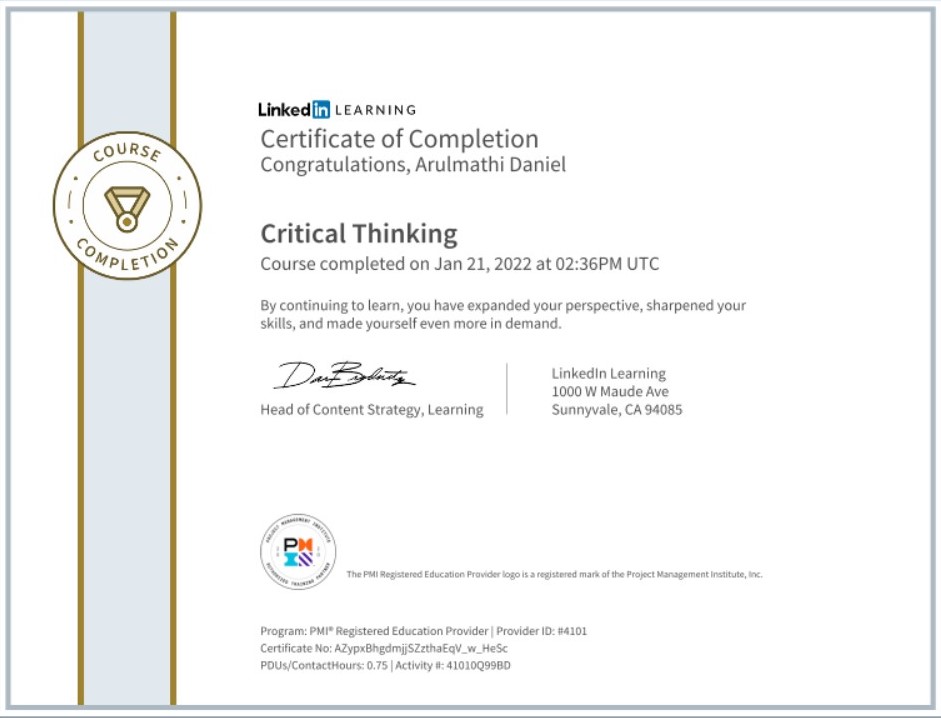 COURSE
COMPLETION
Linked in LEARNING
Certificate of Completion
Congratulations, Arulmathi Daniel
Critical Thinking
Course completed on Jan 21, 2022 at 02:36PM UTC
By continuing to learn, you have expanded your perspective, sharpened your
skills, and made yourself even more in demand.
Head of Content Strategy, Learning
LinkedIn Learning
1000 W Maude Ave
Sunnyvale, CA 94085
PROJECT MANAGEMENT INSTITUTE
PMI
AUTHORIZED TRAINING PARTNER
The PMI Registered Education Provider logo is a registered mark of the Project Management Institute, Inc.
Program: PMI® Registered Education Provider | Provider ID: #4101
Certificate No: AZypxBhgdmjjSZzthaEqV_w_HeSc
PDUs/ContactHours: 0.75 | Activity #: 41010Q99BD